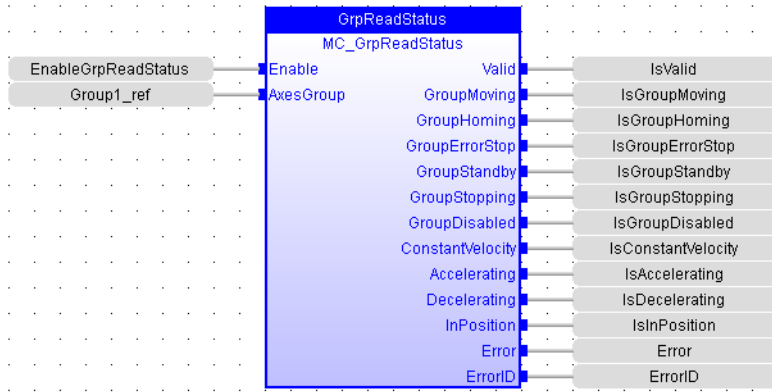 GrpReadStatus
MC_GrpReadStatus
EnableGrpReadStatus Enable Valid IsValid
Group1_ref AxesGroup GroupMoving IsGroupMoving
GroupHoming IsGroupHoming
GroupErrorStop IsGroupErrorStop
GroupStandby IsGroupStandby
GroupStopping IsGroupStopping
GroupDisabled IsGroupDisabled
ConstantVelocity IsConstantVelocity
Accelerating IsAccelerating
Decelerating IsDecelerating
InPosition IsInPosition
Error Error
ErrorID ErrorID